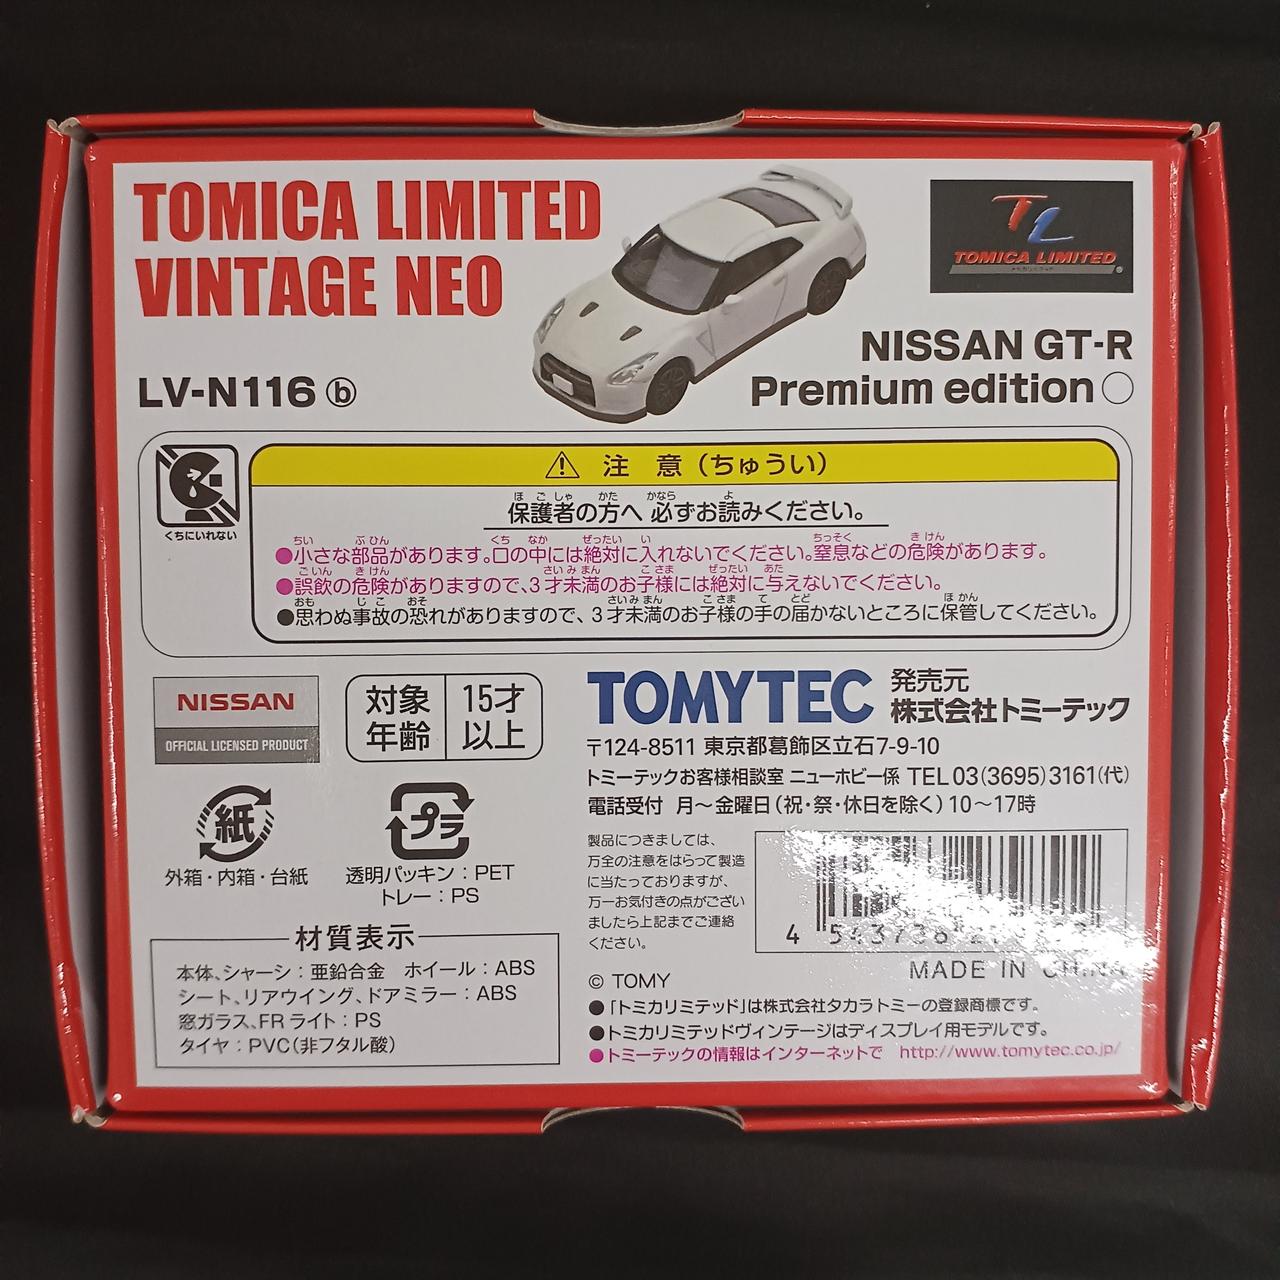 TOMICA LIMITED
VINTAGE NEO
TL
TOMICA LIMITED
LV-N116 ⓑ
NISSAN GT-R
Premium edition○
くちにいれない
⚠ 注 意(ちゅうい)
保護者の方へ 必ずお読みください。
●小さな部品があります。口の中には絶対に入れないでください。窒息などの危険があります。
●誤飲の危険がありますので、3才未満のお子様には絶対に与えないでください。
●思わぬ事故の恐れがありますので、3才未満のお子様の手の届かないところに保管してください。
NISSAN
OFFICIAL LICENSED PRODUCT
対象年齢 15才以上
TOMYTEC 発売元
株式会社トミーテック
〒124-8511 東京都葛飾区立石7-9-10
トミーテックお客様相談室 ニューホビー係 TEL 03(3695)3161(代)
電話受付 月～金曜日(祝・祭・休日を除く)10～17時
紙
外箱・内箱・台紙
プラ
透明パッキン:PET
トレー:PS
製品につきましては、
万全の注意をはらって製造
に当たっておりますが、
万一お気付きの点がござい
ましたら上記までご連絡
ください。
4 543736
MADE IN CHINA
材質表示
本体、シャーシ:亜鉛合金 ホイール:ABS
シート、リアウイング、ドアミラー:ABS
窓ガラス、FRライト:PS
タイヤ:PVC(非フタル酸)
© TOMY
●「トミカリミテッド」は株式会社タカラトミーの登録商標です。
●トミカリミテッドヴィンテージはディスプレイ用モデルです。
●トミーテックの情報はインターネットで http://www.tomytec.co.jp/